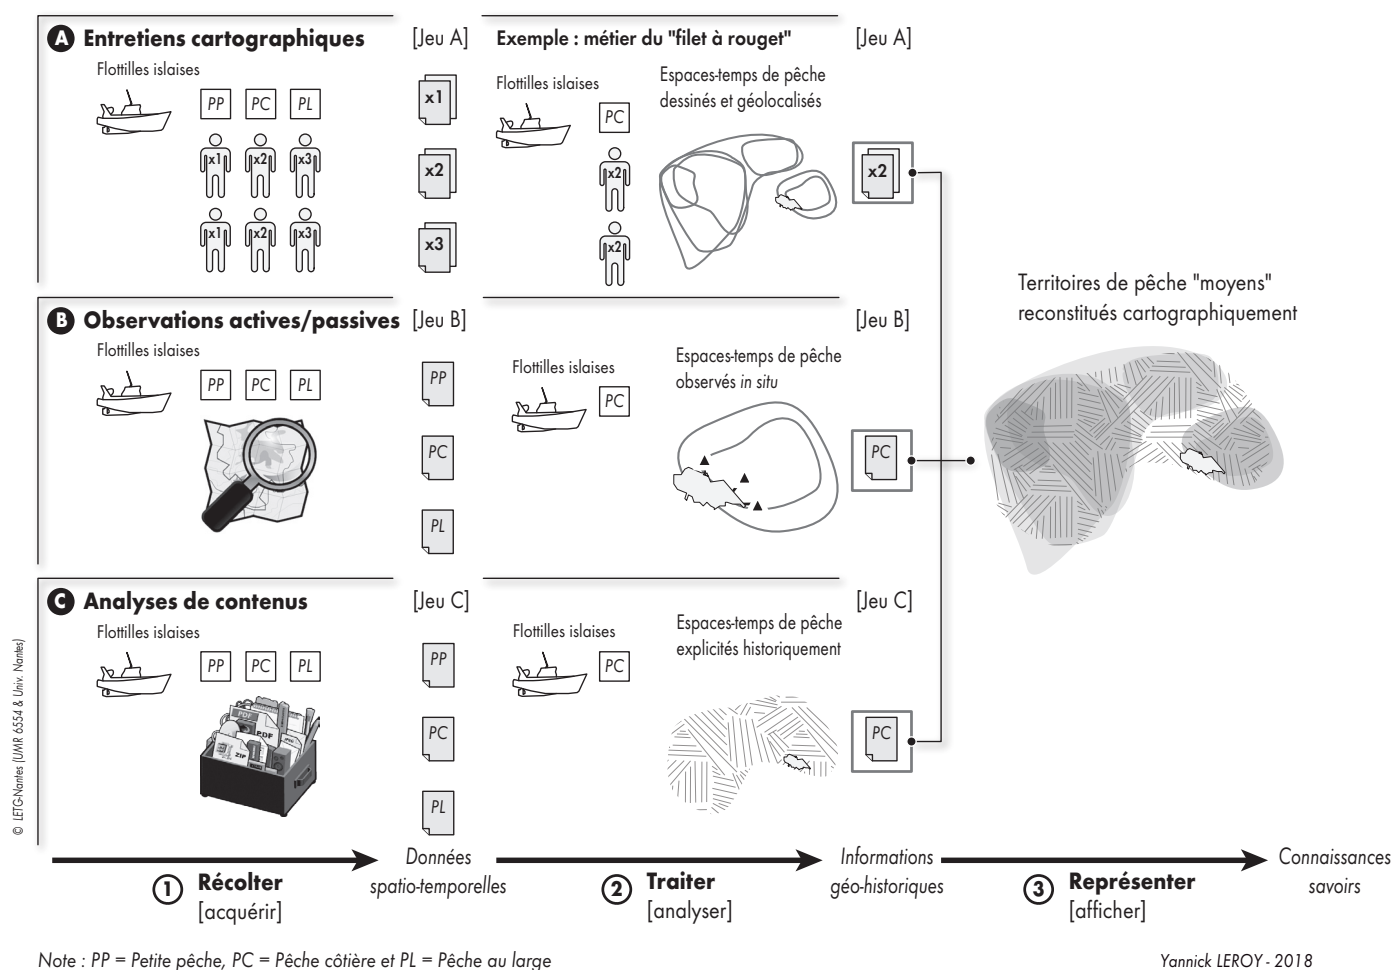 A Entretiens cartographiques [Jeu A]
Flottilles islaises
PP PC PL
x1 x2 x3
x1 x2 x3
x1
x2
x3
Exemple : métier du "filet à rouget" [Jeu A]
Flottilles islaises
PC
x2
x2
Espaces-temps de pêche
dessinés et géolocalisés
x2
B Observations actives/passives [Jeu B]
Flottilles islaises
PP PC PL
PP
PC
PL
[Jeu B]
Flottilles islaises
PC
Espaces-temps de pêche
observés in situ
PC
C Analyses de contenus [Jeu C]
Flottilles islaises
PP PC PL
PDF
PDF
ZIP
PP
PC
PL
[Jeu C]
Flottilles islaises
PC
Espaces-temps de pêche
explicités historiquement
PC
Territoires de pêche "moyens"
reconstitués cartographiquement
1 Récolter
[acquérir]
Données
spatio-temporelles
2 Traiter
[analyser]
Informations
géo-historiques
3 Représenter
[afficher]
Connaissances
savoirs
© LETG-Nantes (UMR 6554 & Univ. Nantes)
Note : PP = Petite pêche, PC = Pêche côtière et PL = Pêche au large
Yannick LEROY - 2018